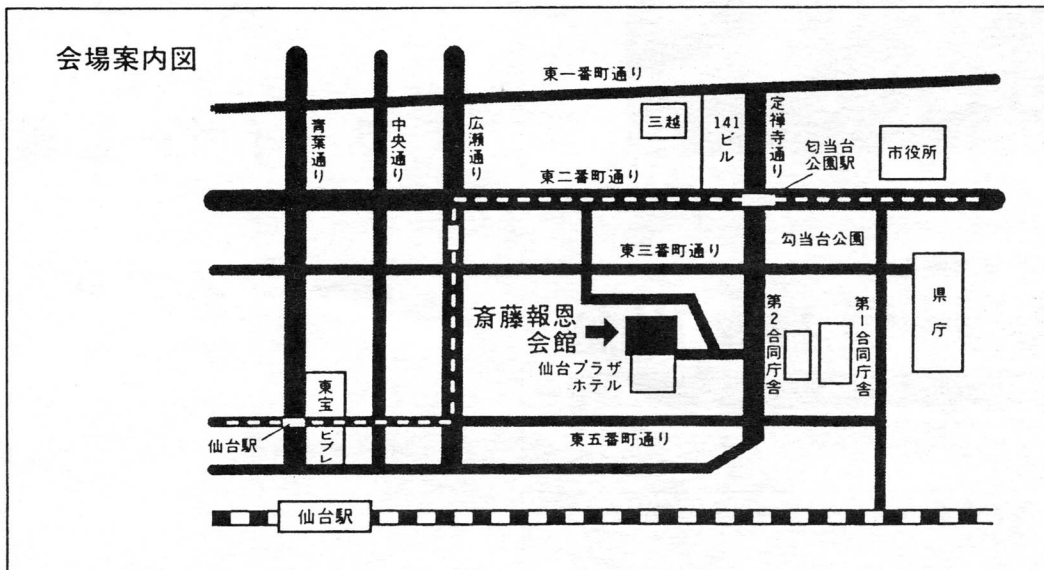 会場案内図
東一番町通り
青葉通り
中央通り
広瀬通り
三越
141ビル
定禅寺通り
匂当台
公園駅
市役所
東二番町通り
東三番町通り
勾当台公園
県庁
斎藤報恩
会館
仙台プラザ
ホテル
第2合同庁舎
第1合同庁舎
東宝
ビブレ
仙台駅
東五番町通り
仙台駅